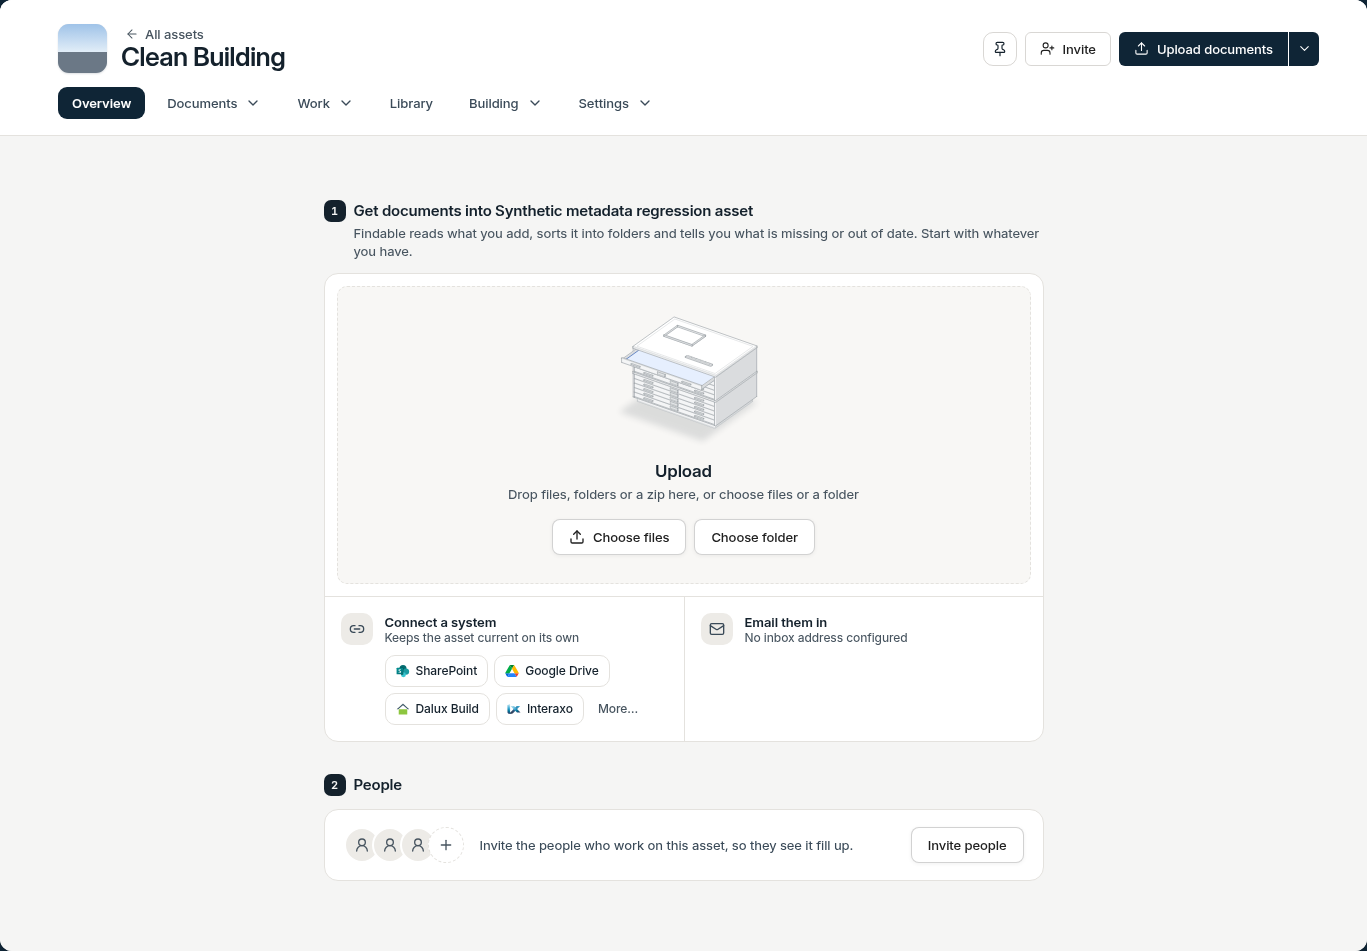 All assets
Clean Building
Invite
Upload documents
Overview
Documents
Work
Library
Building
Settings
1
Get documents into Synthetic metadata regression asset
Findable reads what you add, sorts it into folders and tells you what is missing or out of date. Start with whatever
you have.
Upload
Drop files, folders or a zip here, or choose files or a folder
Choose files
Choose folder
Connect a system
Keeps the asset current on its own
SharePoint
Google Drive
Dalux Build
Interaxo
More...
Email them in
No inbox address configured
2
People
Invite the people who work on this asset, so they see it fill up.
Invite people